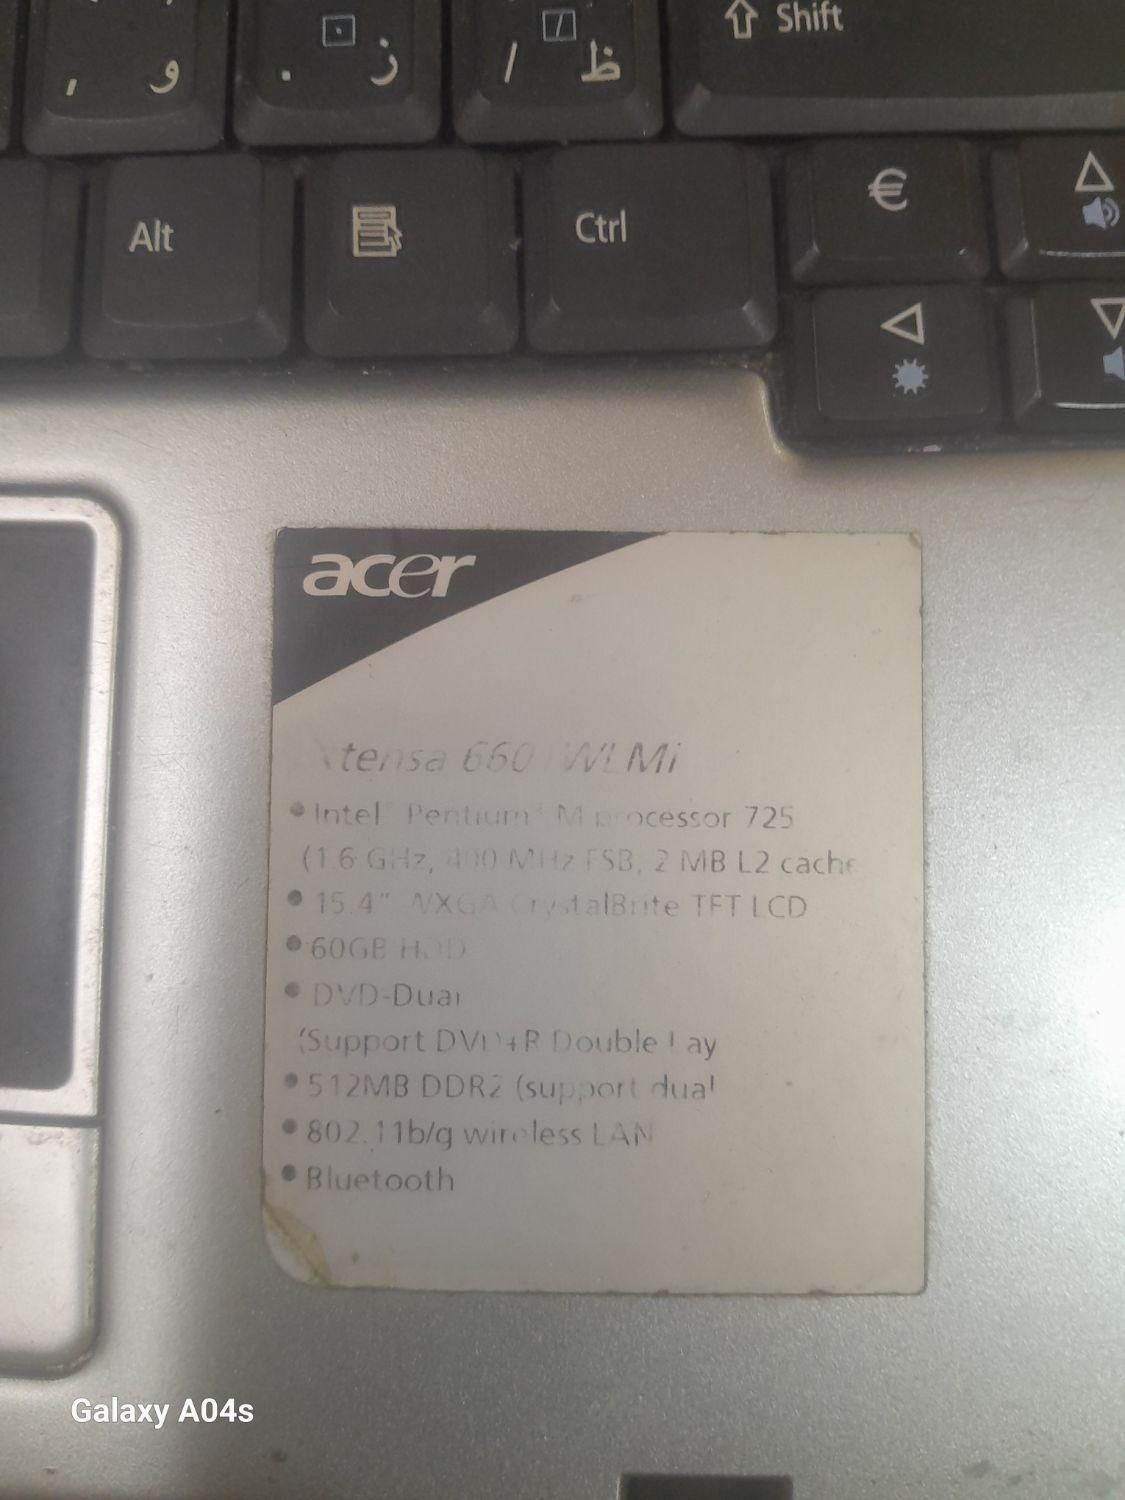 Shift
, و
. ز
/ ظ
Alt
Ctrl
€
acer
tensa 660 WLMi
Intel Pentium M processor 725
(1.6 GHz, 400 MHz FSB, 2 MB L2 cache
15.4" WXGA CrystalBrite TFT LCD
60GB HDD
DVD-Dual
(Support DVD+R Double Lay
512MB DDR2 (support dual
802.11b/g wireless LAN
Bluetooth
Galaxy A04s